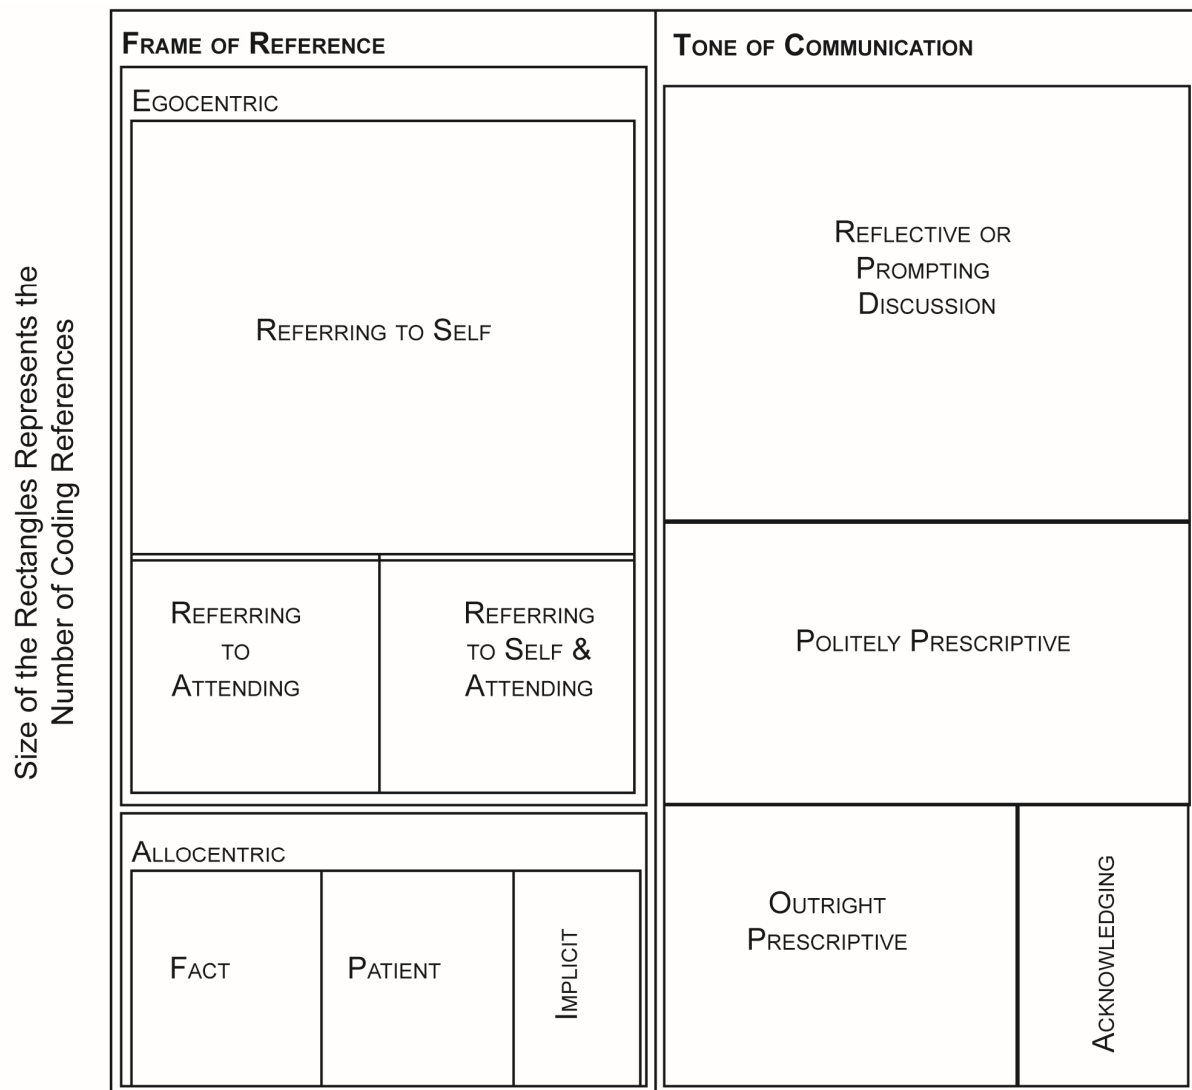 Size of the Rectangles Represents the
Number of Coding References
FRAME OF REFERENCE
EGOCENTRIC
REFERRING TO SELF
REFERRING
TO
ATTENDING
REFERRING
TO SELF &
ATTENDING
ALLOCENTRIC
FACT
PATIENT
IMPLICIT
TONE OF COMMUNICATION
REFLECTIVE OR
PROMPTING
DISCUSSION
POLITELY PRESCRIPTIVE
OUTRIGHT
PRESCRIPTIVE
ACKNOWLEDGING